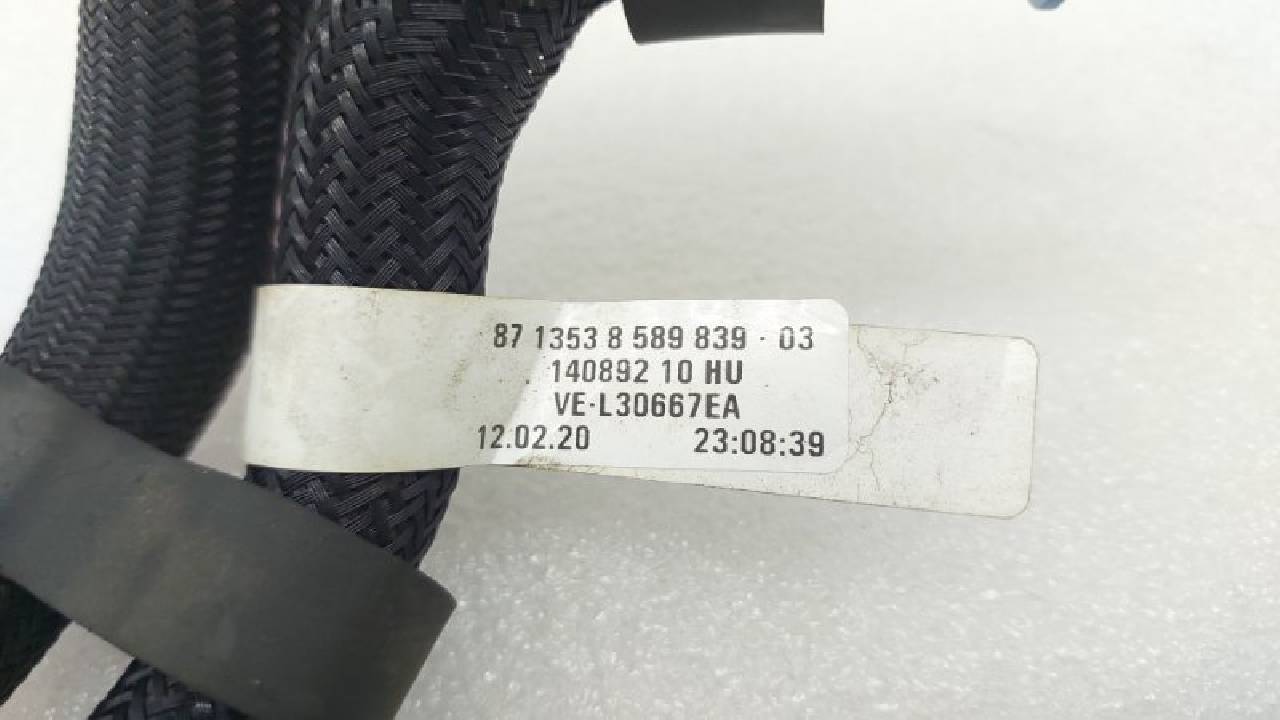 87 1353 8 589 839 - 03
140892 10 HU
VE-L30667EA
12.02.20 23:08:39